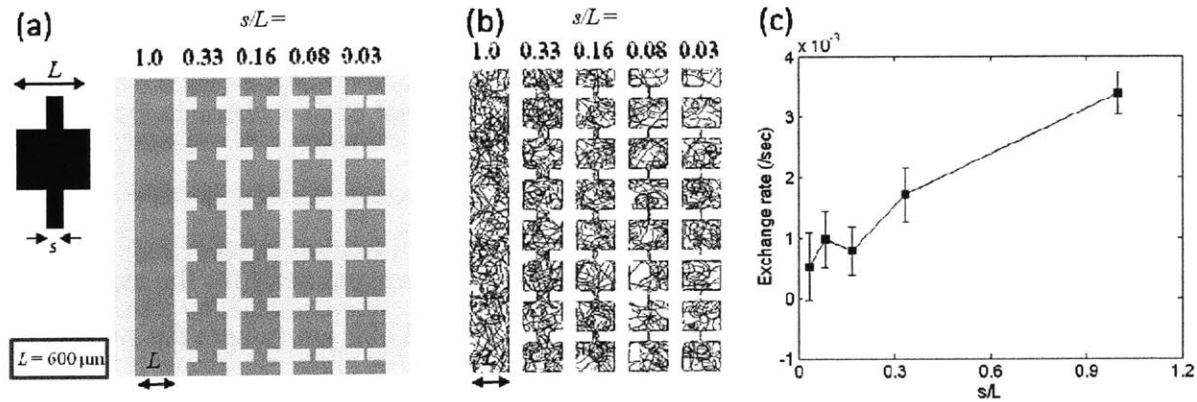 (a)
s/L =
1.0 0.33 0.16 0.08 0.03
L
s
L = 600 µm
L
(b)
s/L =
1.0 0.33 0.16 0.08 0.03
(c)
x 10⁻³
4
3
2
1
0
-1
Exchange rate (/sec)
0 0.3 0.6 0.9 1.2
s/L